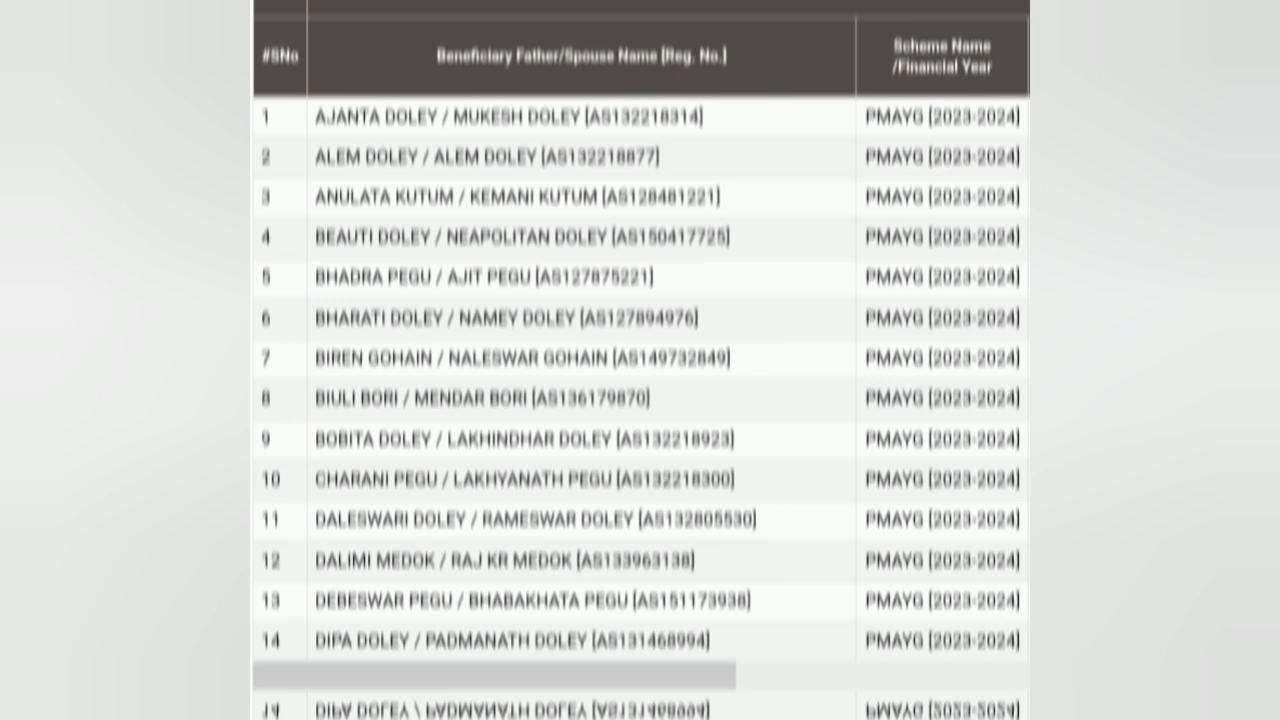 #SNo Beneficiary Father/Spouse Name [Reg. No.] Scheme Name /Financial Year
1 AJANTA DOLEY / MUKESH DOLEY [AS132218314] PMAYG [2023-2024]
2 ALEM DOLEY / ALEM DOLEY [AS132218877] PMAYG [2023-2024]
3 ANULATA KUTUM / KEMANI KUTUM [AS128481221] PMAYG [2023-2024]
4 BEAUTI DOLEY / NEAPOLITAN DOLEY [AS150417725] PMAYG [2023-2024]
5 BHADRA PEGU / AJIT PEGU [AS127875221] PMAYG [2023-2024]
6 BHARATI DOLEY / NAMEY DOLEY [AS127894976] PMAYG [2023-2024]
7 BIREN GOHAIN / NALESWAR GOHAIN [AS149732849] PMAYG [2023-2024]
8 BIULI BORI / MENDAR BORI [AS136179870] PMAYG [2023-2024]
9 BOBITA DOLEY / LAKHINDHAR DOLEY [AS132218923] PMAYG [2023-2024]
10 CHARANI PEGU / LAKHYANATH PEGU [AS132218300] PMAYG [2023-2024]
11 DALESWARI DOLEY / RAMESWAR DOLEY [AS132805530] PMAYG [2023-2024]
12 DALIMI MEDOK / RAJ KR MEDOK [AS133963138] PMAYG [2023-2024]
13 DEBESWAR PEGU / BHABAKHATA PEGU [AS151173938] PMAYG [2023-2024]
14 DIPA DOLEY / PADMANATH DOLEY [AS131468994] PMAYG [2023-2024]